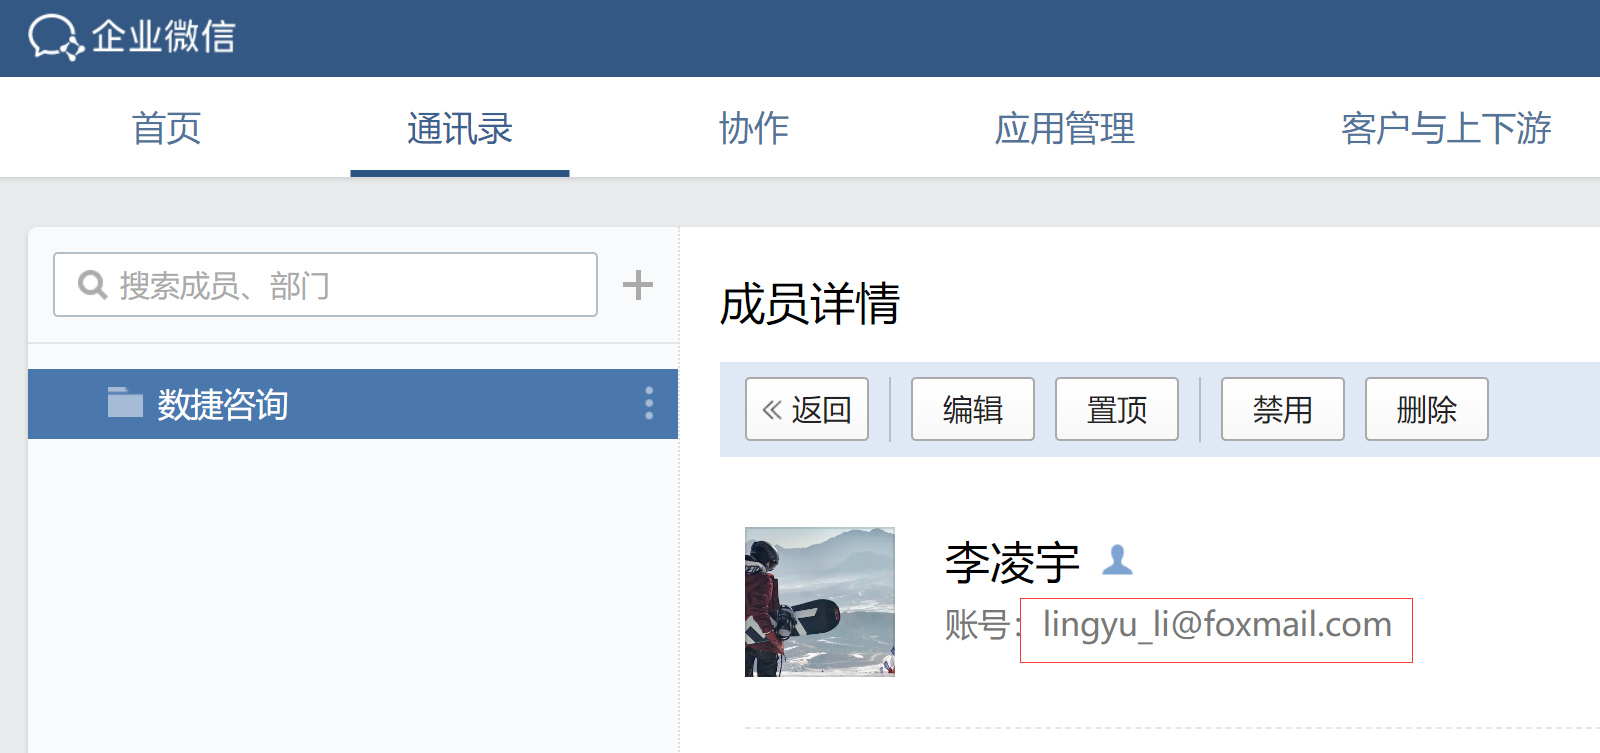 企业微信
首页 通讯录 协作 应用管理 客户与上下游
搜索成员、部门
数捷咨询
成员详情
返回 编辑 置顶 禁用 删除
李凌宇
账号: lingyu_li@foxmail.com